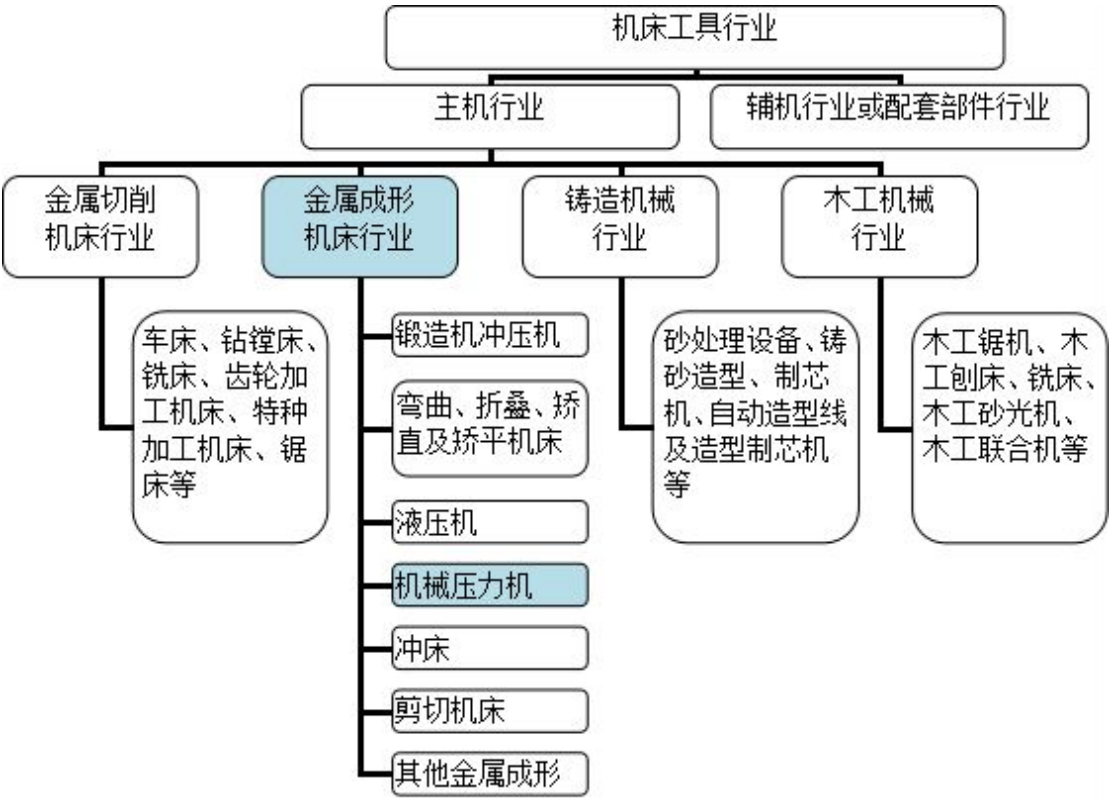 机床工具行业
主机行业
辅机行业或配套部件行业
金属切削
机床行业
金属成形
机床行业
铸造机械
行业
木工机械
行业
车床、钻镗床、
铣床、齿轮加
工机床、特种
加工机床、锯
床等
锻造机冲压机
弯曲、折叠、矫
直及矫平机床
液压机
机械压力机
冲床
剪切机床
其他金属成形
砂处理设备、铸
砂造型、制芯
机、自动造型线
及造型制芯机
等
木工锯机、木
工刨床、铣床、
木工砂光机、
木工联合机等